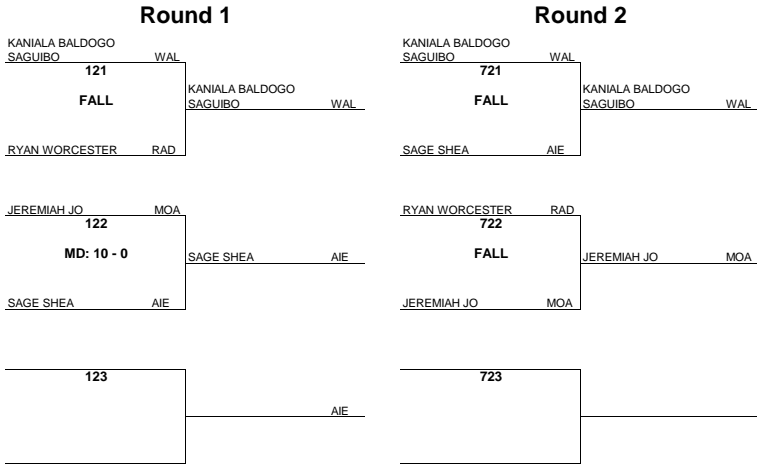 Round 1
KANIALA BALDOGO
SAGUIBO WAL
121
FALL
KANIALA BALDOGO
SAGUIBO WAL
RYAN WORCESTER RAD
JEREMIAH JO MOA
122
MD: 10 - 0
SAGE SHEA AIE
SAGE SHEA AIE
123
AIE
Round 2
KANIALA BALDOGO
SAGUIBO WAL
721
FALL
KANIALA BALDOGO
SAGUIBO WAL
SAGE SHEA AIE
RYAN WORCESTER RAD
722
FALL
JEREMIAH JO MOA
JEREMIAH JO MOA
723